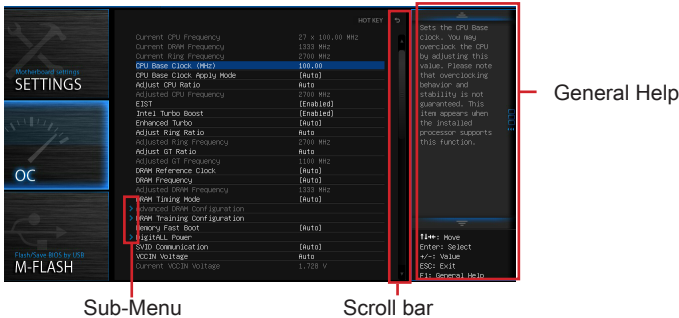 HOT KEY
Current CPU Frequency 27 x 100.00 MHz
Current DRAM Frequency 1333 MHz
Current Ring Frequency 2700 MHz
CPU Base Clock (MHz) 100.00
CPU Base Clock Apply Mode [Auto]
Adjust CPU Ratio Auto
Adjusted CPU Frequency 2700 MHz
EIST [Enabled]
Intel Turbo Boost [Enabled]
Enhanced Turbo [Auto]
Adjust Ring Ratio Auto
Adjusted Ring Frequency 2700 MHz
Adjust GT Ratio Auto
Adjusted GT Frequency 1100 MHz
DRAM Reference Clock [Auto]
DRAM Frequency [Auto]
Adjusted DRAM Frequency 1333 MHz
DRAM Timing Mode [Auto]
> Advanced DRAM Configuration
> DRAM Training Configuration
Memory Fast Boot [Auto]
> DigitALL Power
SVID Communication [Auto]
VCCIN Voltage Auto
Current VCCIN Voltage 1.728 V
Motherboard settings
SETTINGS
OC
Flash/Save BIOS by USB
M-FLASH
Sets the CPU Base
clock. You may
overclock the CPU
by adjusting this
value. Please note
that overclocking
behavior and
stability is not
guaranteed. This
item appears when
the installed
processor supports
this function.
↑↓→←: Move
Enter: Select
+/-: Value
ESC: Exit
F1: General Help
General Help
Sub-Menu
Scroll bar